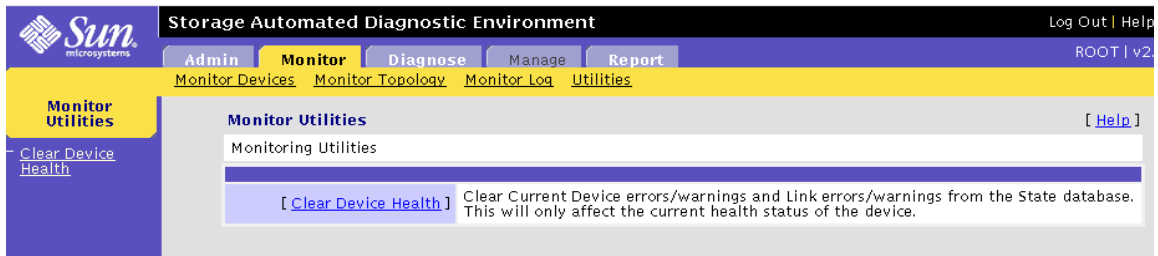 Sun
microsystems
Storage Automated Diagnostic Environment
Log Out | Help
Admin Monitor Diagnose Manage Report
ROOT | v2.
Monitor Devices Monitor Topology Monitor Log Utilities
Monitor
Utilities
Clear Device
Health
Monitor Utilities
[ Help ]
Monitoring Utilities
[ Clear Device Health ]
Clear Current Device errors/warnings and Link errors/warnings from the State database.
This will only affect the current health status of the device.